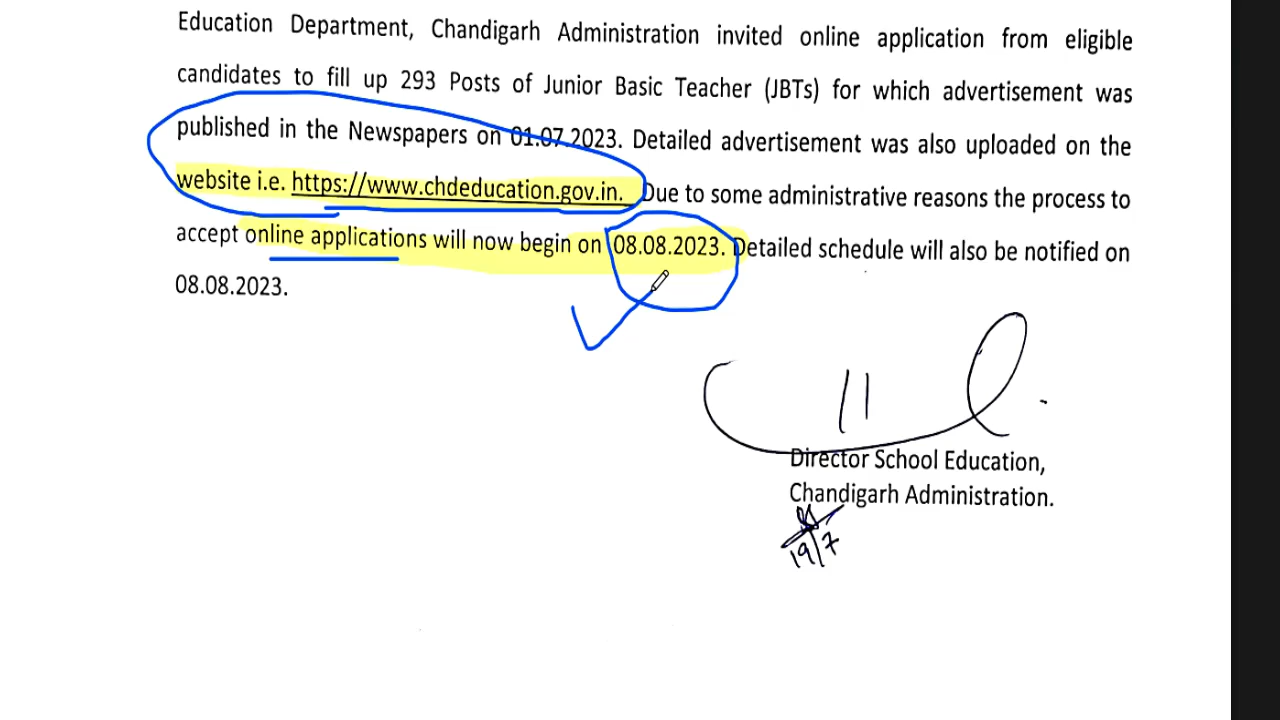 Education Department, Chandigarh Administration invited online application from eligible
candidates to fill up 293 Posts of Junior Basic Teacher (JBTs) for which advertisement was
published in the Newspapers on 01.07.2023. Detailed advertisement was also uploaded on the
website i.e. https://www.chdeducation.gov.in. Due to some administrative reasons the process to
accept online applications will now begin on 08.08.2023. Detailed schedule will also be notified on
08.08.2023.
Director School Education,
Chandigarh Administration.
19/7